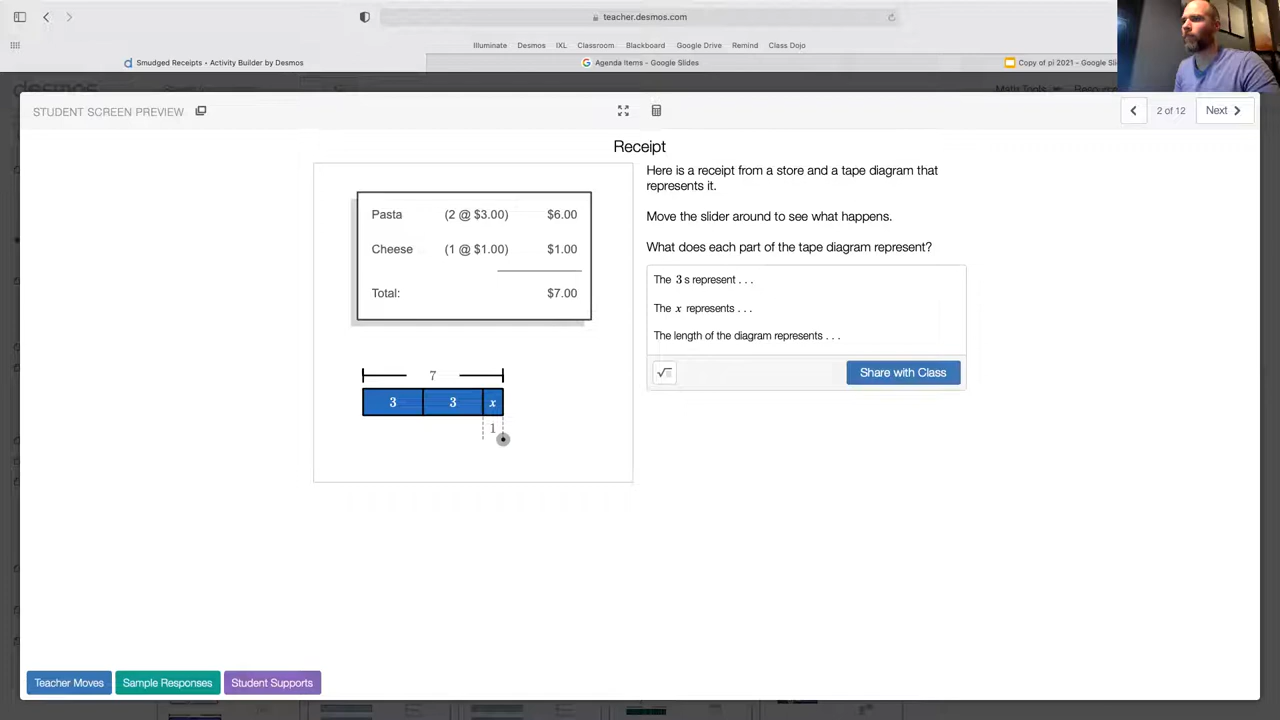 teacher.desmos.com
Illuminate Desmos IXL Classroom Blackboard Google Drive Remind Class Dojo
Smudged Receipts • Activity Builder by Desmos
Agenda Items - Google Slides
Copy of pi 2021 - Google Sli
desmos
Math Tools
Resource
STUDENT SCREEN PREVIEW
2 of 12
Next
Receipt
Pasta (2 @ $3.00) $6.00
Cheese (1 @ $1.00) $1.00
Total: $7.00
7
3 3 x
1
Here is a receipt from a store and a tape diagram that
represents it.
Move the slider around to see what happens.
What does each part of the tape diagram represent?
The 3 s represent . . .
The x represents . . .
The length of the diagram represents . . .
√
Share with Class
Teacher Moves
Sample Responses
Student Supports